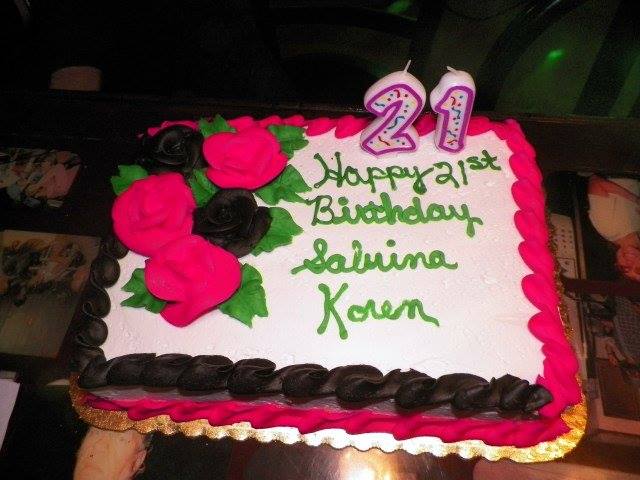 21
Happy 21st
Birthday
Sabrina
Koren